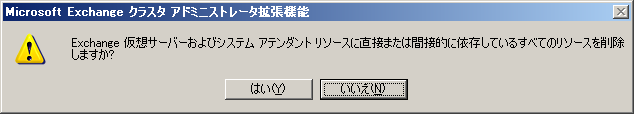 Microsoft Exchange クラスタ アドミニストレータ拡張機能
Exchange 仮想サーバーおよびシステム アテンダント リソースに直接または間接的に依存しているすべてのリソースを削除
しますか?
はい(Y)
いいえ(N)